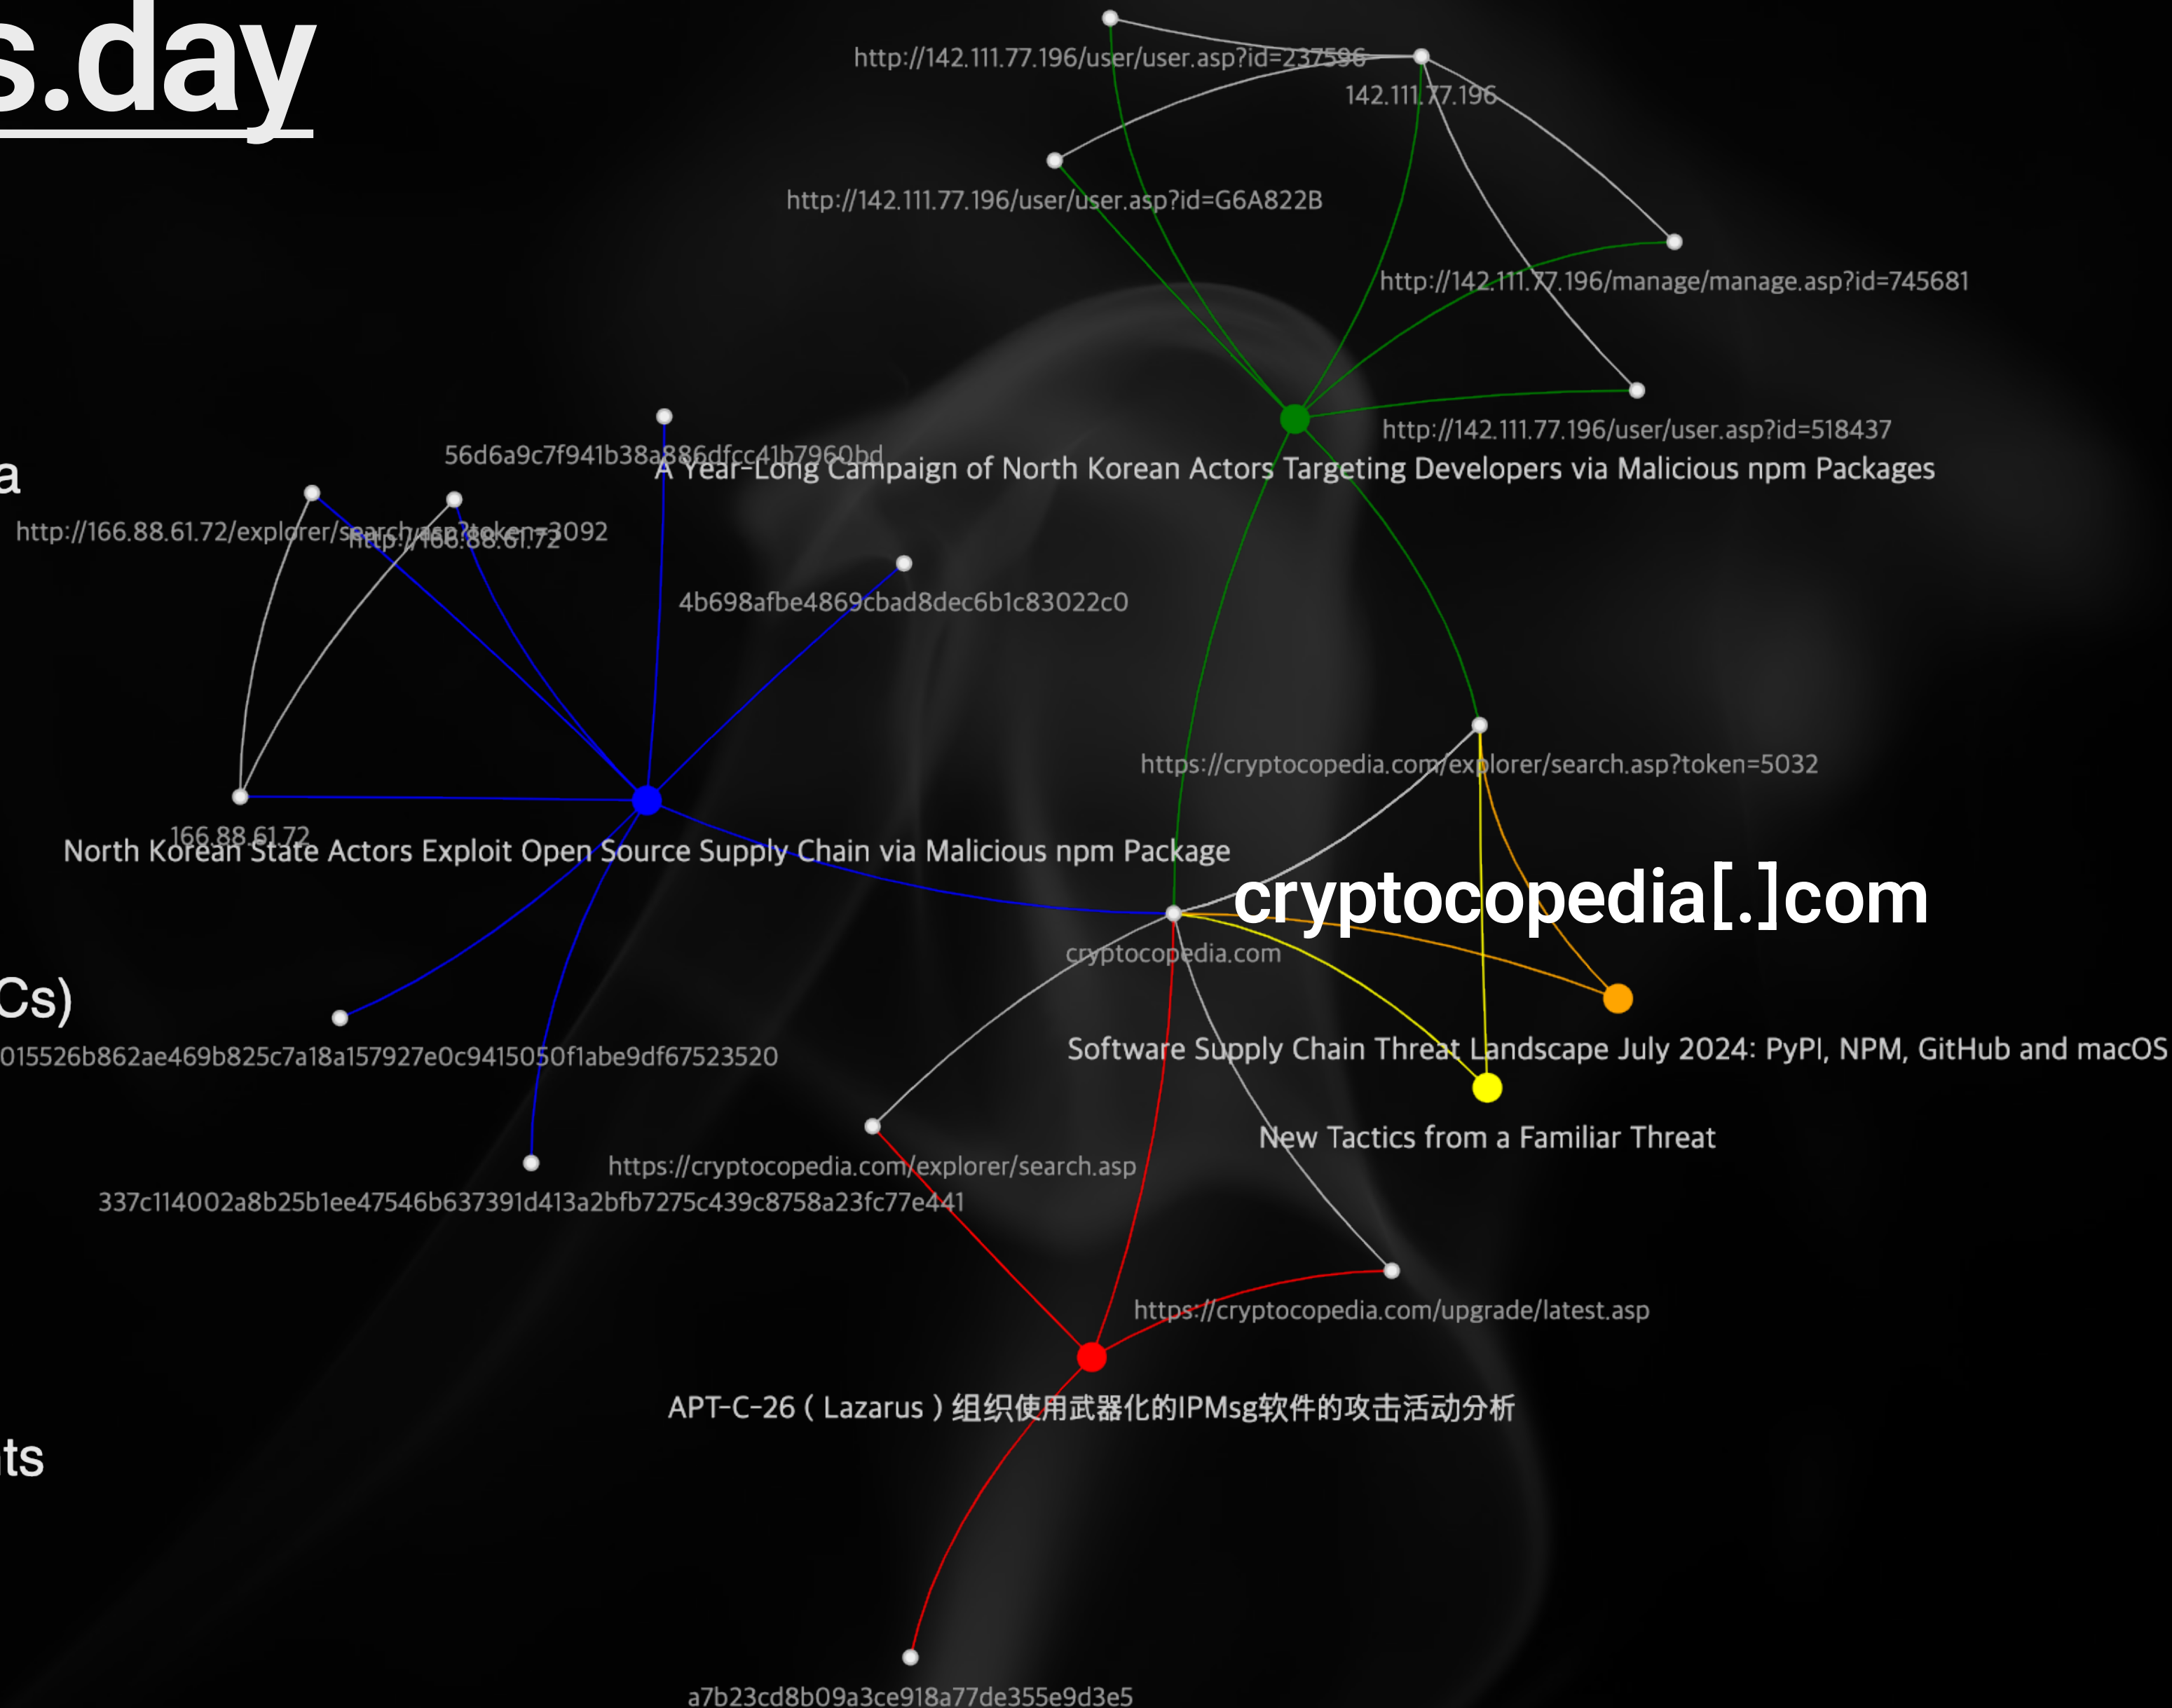 s.day
http://142.111.77.196/user/user.asp?id=237596
142.111.77.196
http://142.111.77.196/user/user.asp?id=G6A822B
http://142.111.77.196/manage/manage.asp?id=745681
http://142.111.77.196/user/user.asp?id=518437
56d6a9c7f941b38a886dfcc41b7960bd
A Year-Long Campaign of North Korean Actors Targeting Developers via Malicious npm Packages
a
http://166.88.61.72/explorer/search.asp?token=3092
http://166.88.61.72
4b698afbe4869cbad8dec6b1c83022c0
https://cryptocopedia.com/explorer/search.asp?token=5032
166.88.61.72
North Korean State Actors Exploit Open Source Supply Chain via Malicious npm Package
cryptocopedia[.]com
cryptocopedia.com
Cs)
015526b862ae469b825c7a18a157927e0c9415050f1abe9df67523520
Software Supply Chain Threat Landscape July 2024: PyPI, NPM, GitHub and macOS
New Tactics from a Familiar Threat
https://cryptocopedia.com/explorer/search.asp
337c114002a8b25b1ee47546b637391d413a2bfb7275c439c8758a23fc77e441
https://cryptocopedia.com/upgrade/latest.asp
APT-C-26（Lazarus）组织使用武器化的IPMsg软件的攻击活动分析
ts
a7b23cd8b09a3ce918a77de355e9d3e5